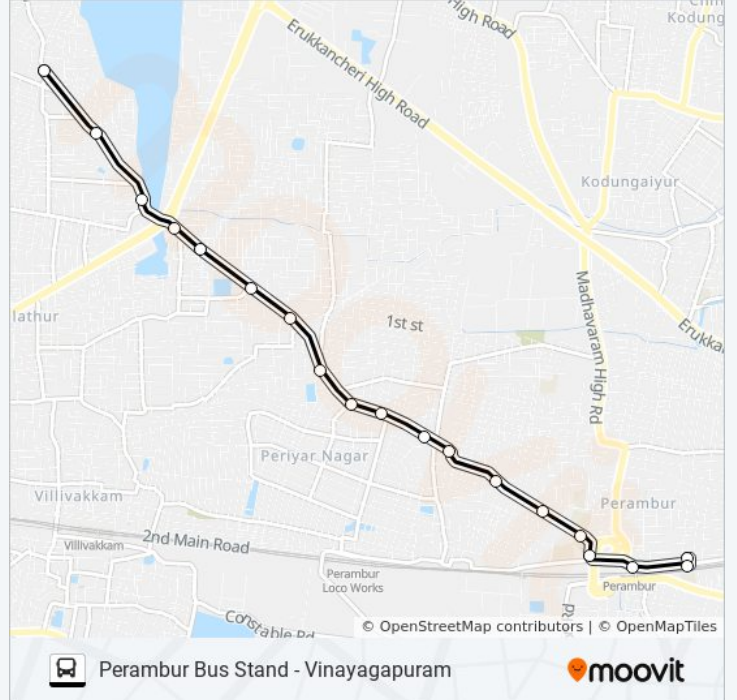 High Road
Kodung
Erukkancheri High Road
Kodungaiyur
lathur
1st st
Madhavaram High Rd
Erukka
Periyar Nagar
Villivakkam
Perambur
2nd Main Road
Villivakkam
Perambur
Loco Works
Perambur
Constable Rd
Rd
© OpenStreetMap contributors | © OpenMapTiles
Perambur Bus Stand - Vinayagapuram
moovit